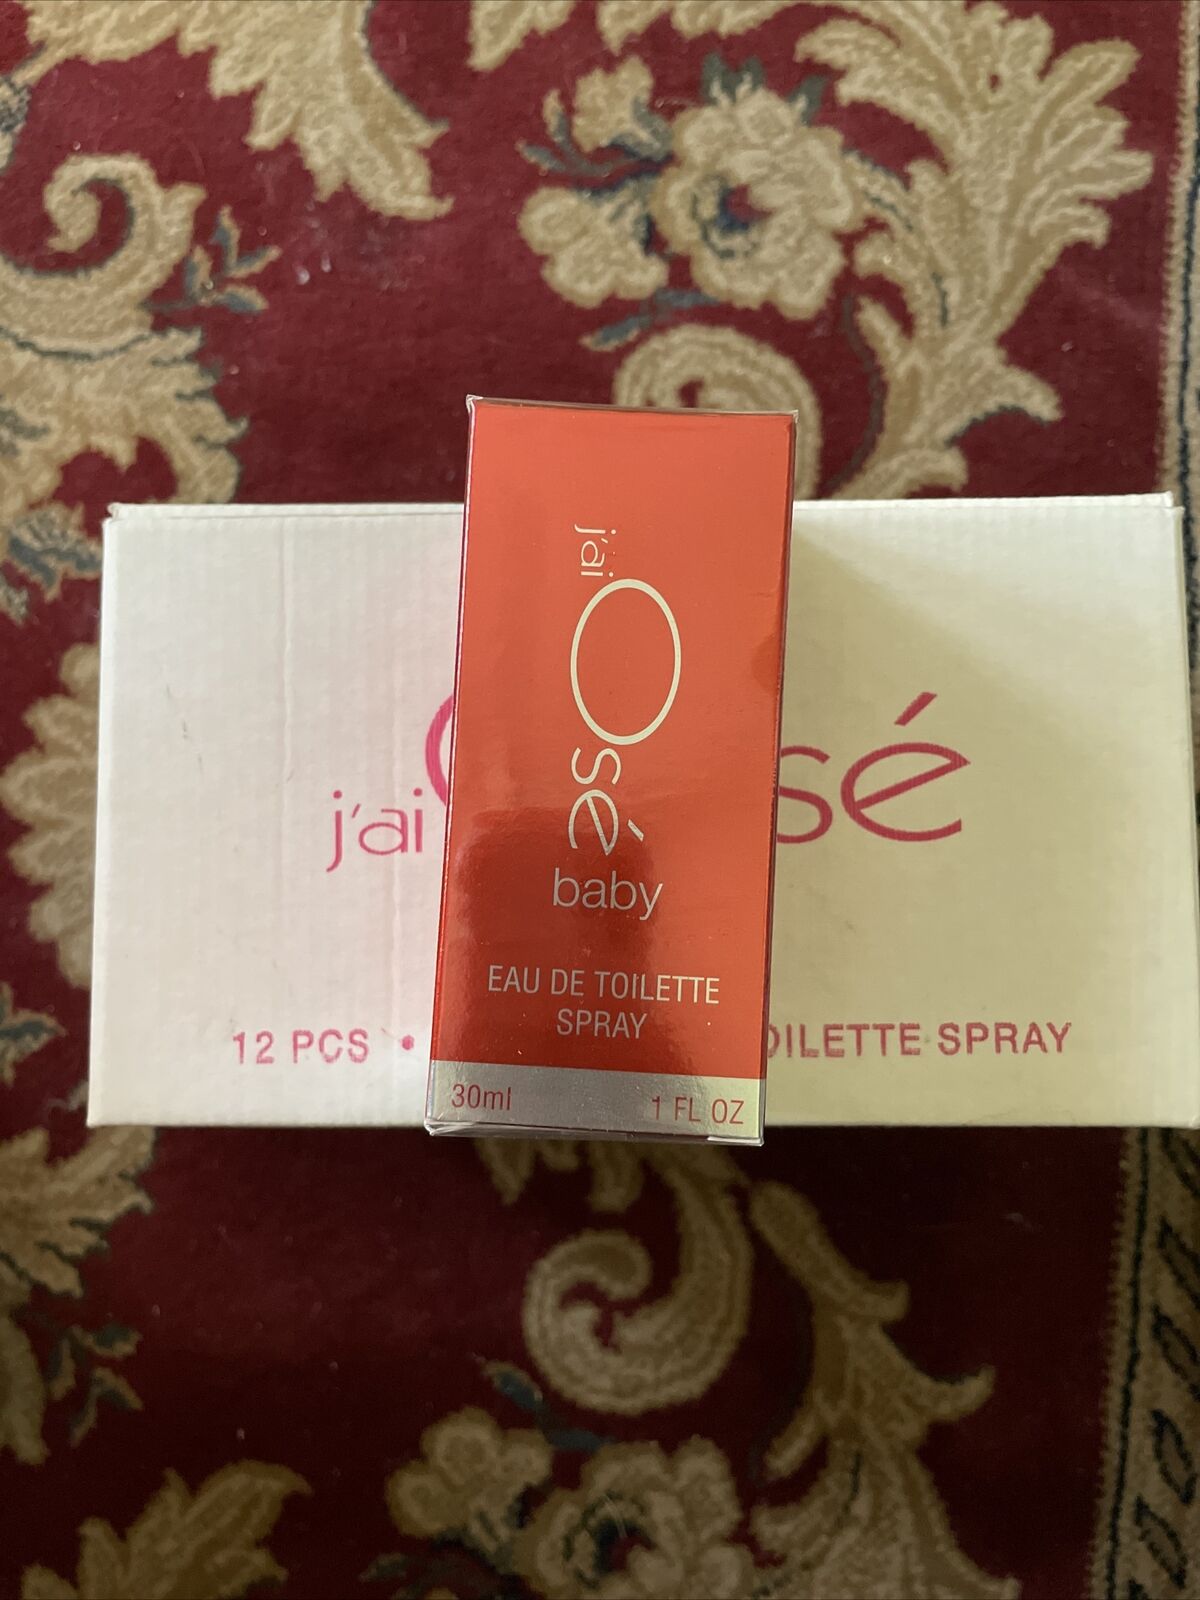 j'ai Osé
baby
EAU DE TOILETTE
SPRAY
30ml 1 FL OZ
j'ai sé
12 PCS • OILETTE SPRAY